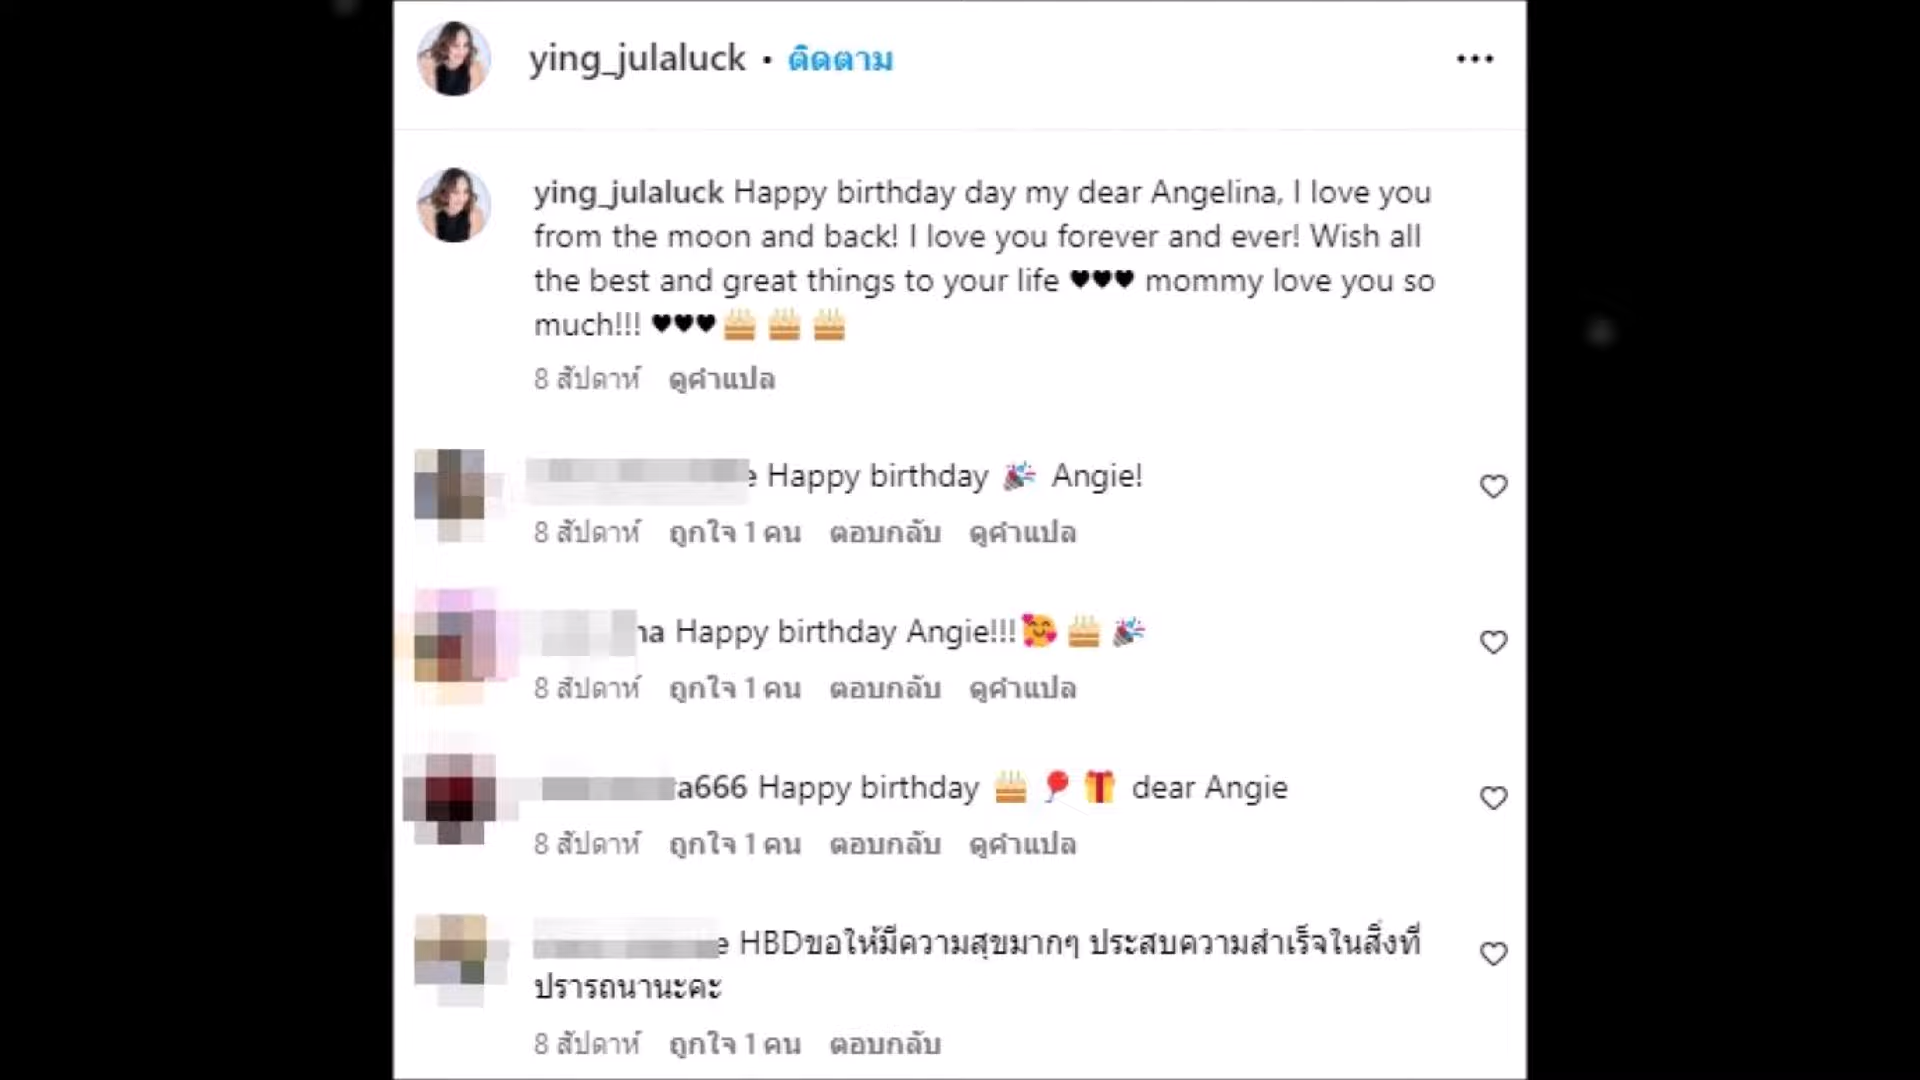 ying_julaluck • ติดตาม
ying_julaluck Happy birthday day my dear Angelina, I love you
from the moon and back! I love you forever and ever! Wish all
the best and great things to your life ♥♥♥ mommy love you so
much!!! ♥♥♥🎂 🎂 🎂
8 สัปดาห์ ดูคำแปล
Happy birthday 🎉 Angie!
8 สัปดาห์ ถูกใจ 1 คน ตอบกลับ ดูคำแปล
Happy birthday Angie!!!🥰 🎂 🎉
8 สัปดาห์ ถูกใจ 1 คน ตอบกลับ ดูคำแปล
a666 Happy birthday 🎂 🎈 🎁 dear Angie
8 สัปดาห์ ถูกใจ 1 คน ตอบกลับ ดูคำแปล
HBDขอให้มีความสุขมากๆ ประสบความสำเร็จในสิ่งที่
ปรารถนานะคะ
8 สัปดาห์ ถูกใจ 1 คน ตอบกลับ